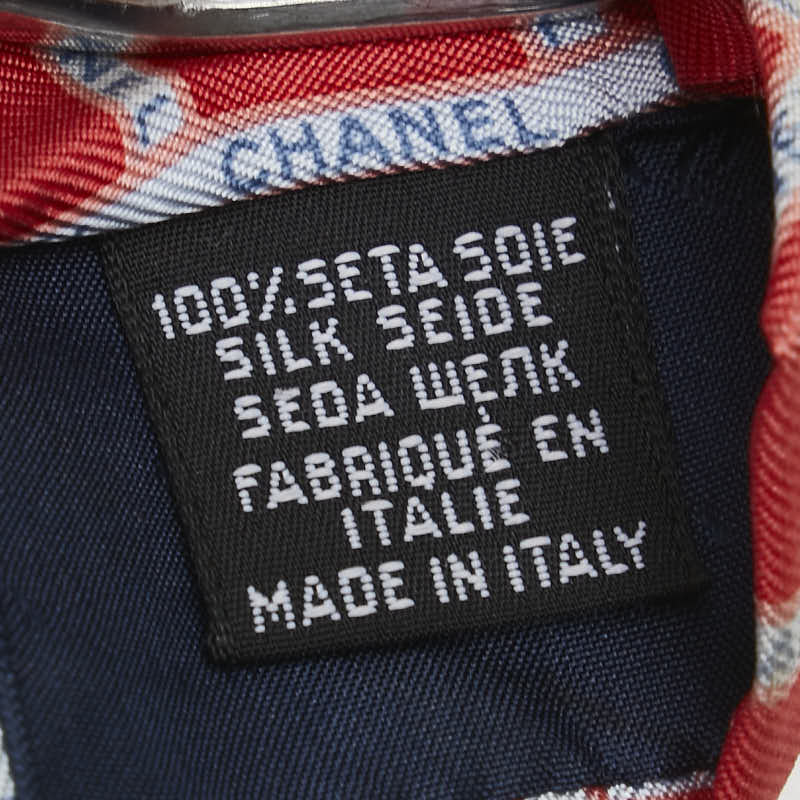 CHANEL
100% SETA SOIE
SILK SEIDE
SEDA ШЕЛК
FABRIQUÉ EN
ITALIE
MADE IN ITALY